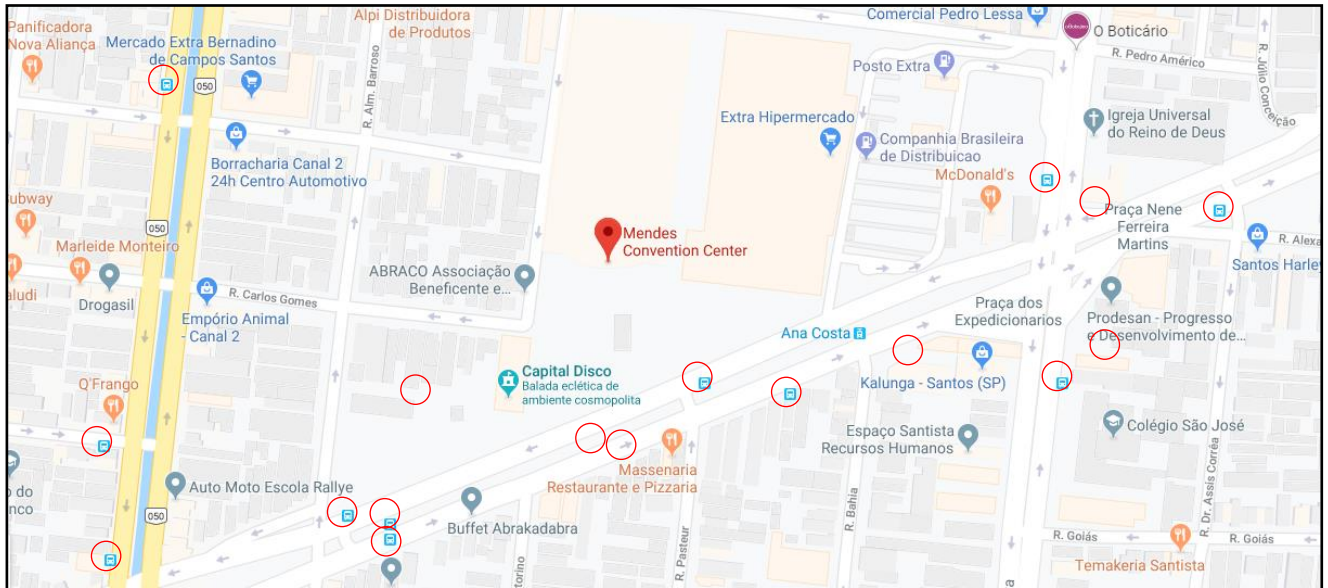 Panificadora
Nova Aliança
Mercado Extra Bernadino
de Campos Santos
Alpi Distribuidora
de Produtos
Comercial Pedro Lessa
O Boticário
R. Pedro Américo
R. Júlio Conceição
050
R. Alm. Barroso
Posto Extra
Borracharia Canal 2
24h Centro Automotivo
Extra Hipermercado
Companhia Brasileira
de Distribuicao
McDonald's
Igreja Universal
do Reino de Deus
ubway
Marleide Monteiro
050
Mendes
Convention Center
Praça Nene
Ferreira
Martins
R. Alexa
Santos Harley
aludi
Drogasil
R. Carlos Gomes
ABRACO Associação
Beneficente e...
Empório Animal
- Canal 2
Ana Costa
Praça dos
Expedicionarios
Prodesan - Progresso
e Desenvolvimento de...
Q'Frango
Capital Disco
Balada eclética de
ambiente cosmopolita
Kalunga - Santos (SP)
Espaço Santista
Recursos Humanos
Colégio São José
Massenaria
Restaurante e Pizzaria
Auto Moto Escola Rallye
o do
nco
050
Buffet Abrakadabra
R. Pasteur
R. Bahia
R. Dr. Assis Corrêa
R. Goiás
R. Goiás
Temakeria Santista
torino
a